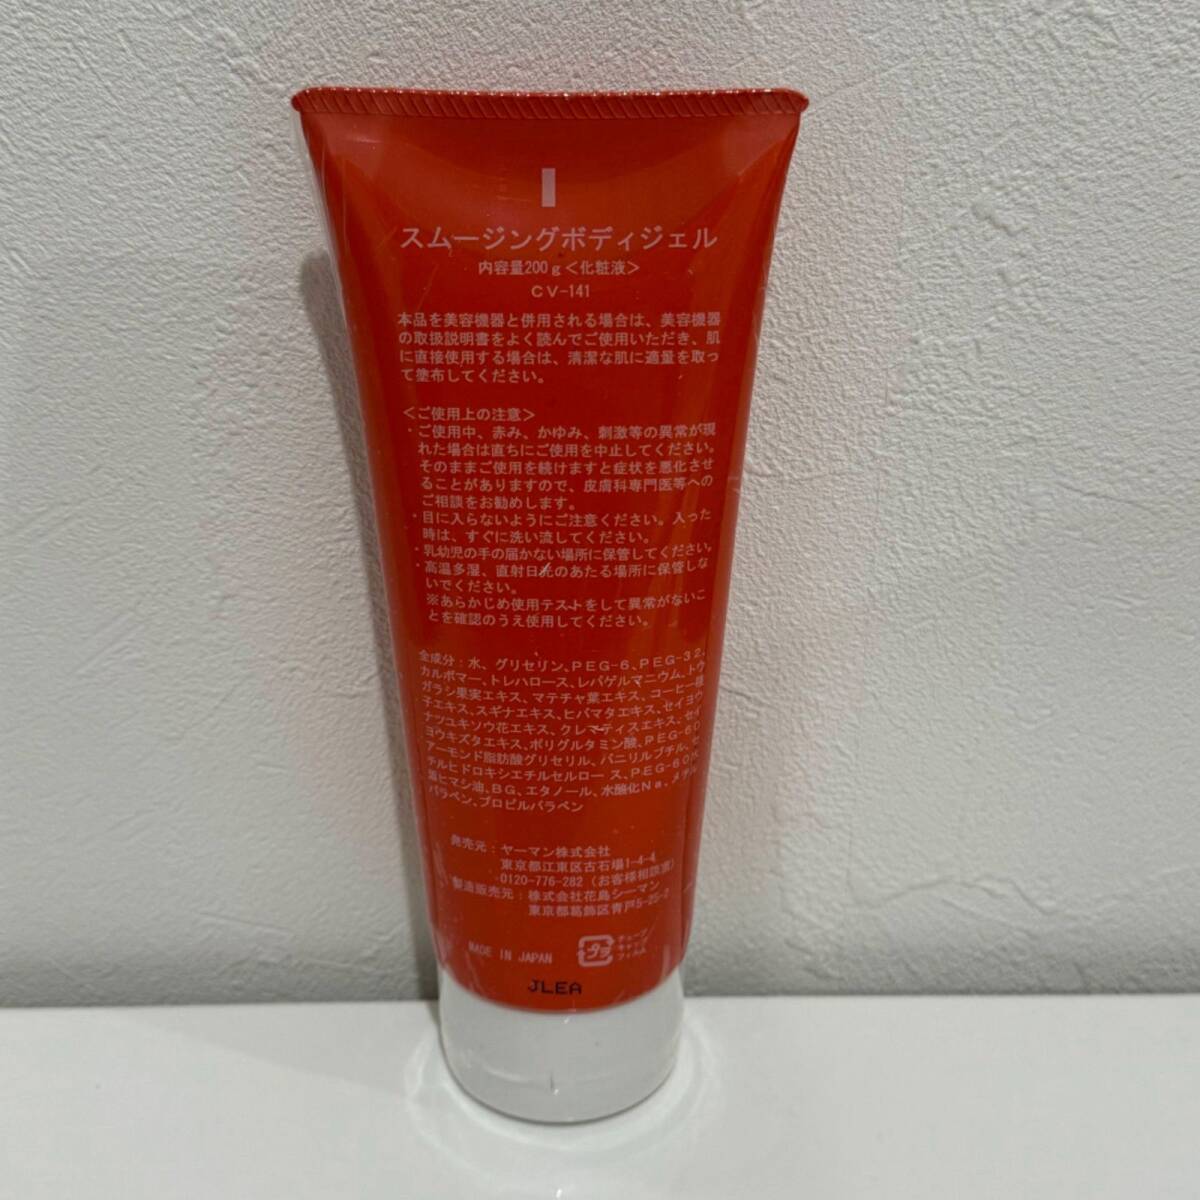 スムージングボディジェル
内容量200g＜化粧液＞
CV-141
本品を美容機器と併用される場合は、美容機器
の取扱説明書をよく読んでご使用いただき、肌
に直接使用する場合は、清潔な肌に適量を取っ
て塗布してください。
＜ご使用上の注意＞
・ご使用中、赤み、かゆみ、刺激等の異常が現
れた場合は直ちにご使用を中止してください。
そのままご使用を続けますと症状を悪化させ
ることがありますので、皮膚科専門医等への
ご相談をお勧めします。
・目に入らないようにご注意ください。入った
時は、すぐに洗い流してください。
・乳幼児の手の届かない場所に保管してください。
・高温多湿、直射日光のあたる場所に保管しな
いでください。
※あらかじめ使用テストをして異常がないこ
とを確認のうえ使用してください。
全成分：水、グリセリン、PEG-6、PEG-32、
カルボマー、トレハロース、レパゲルマニウム、トウ
ガラシ果実エキス、マテチャ葉エキス、コーヒー種
子エキス、スギナエキス、ヒバマタエキス、セイヨウ
ナツユキソウ花エキス、クレマティスエキス、セイ
ヨウキズタエキス、ポリグルタミン酸、PEG-60
アーモンド脂肪酸グリセリル、バニリルブチル、セ
チルヒドロキシエチルセルロース、PEG-60水
添ヒマシ油、BG、エタノール、水酸化Na、メチル
パラベン、プロピルパラベン
発売元：ヤーマン株式会社
東京都江東区古石場1-4-4
0120-776-282（お客様相談室）
製造販売元：株式会社花島シーマン
東京都葛飾区青戸5-25-2
MADE IN JAPAN
プラ
チューブ/
キャップ/
フィルム
JLEA